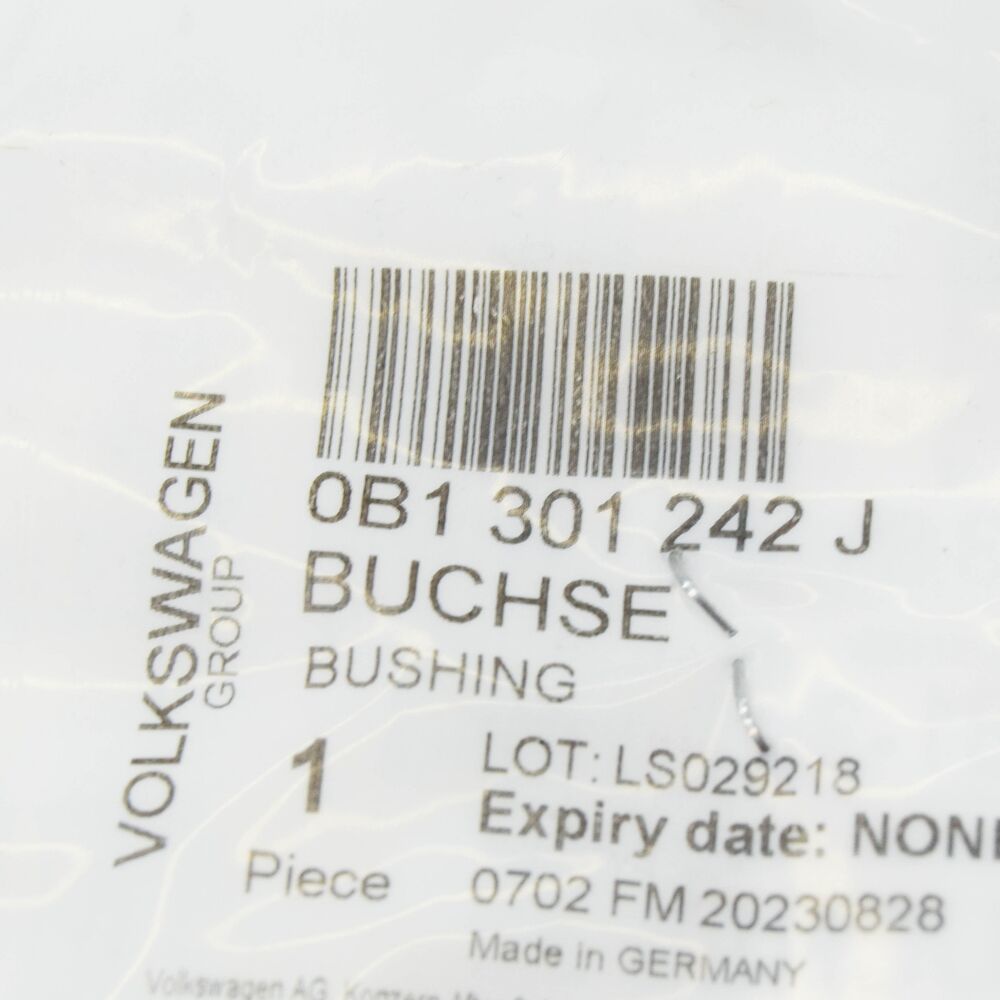 VOLKSWAGEN
GROUP
0B1 301 242 J
BUCHSE
BUSHING
1
Piece
LOT: LS029218
Expiry date: NONE
0702 FM 20230828
Made in GERMANY
Volkswagen AG, Konzern